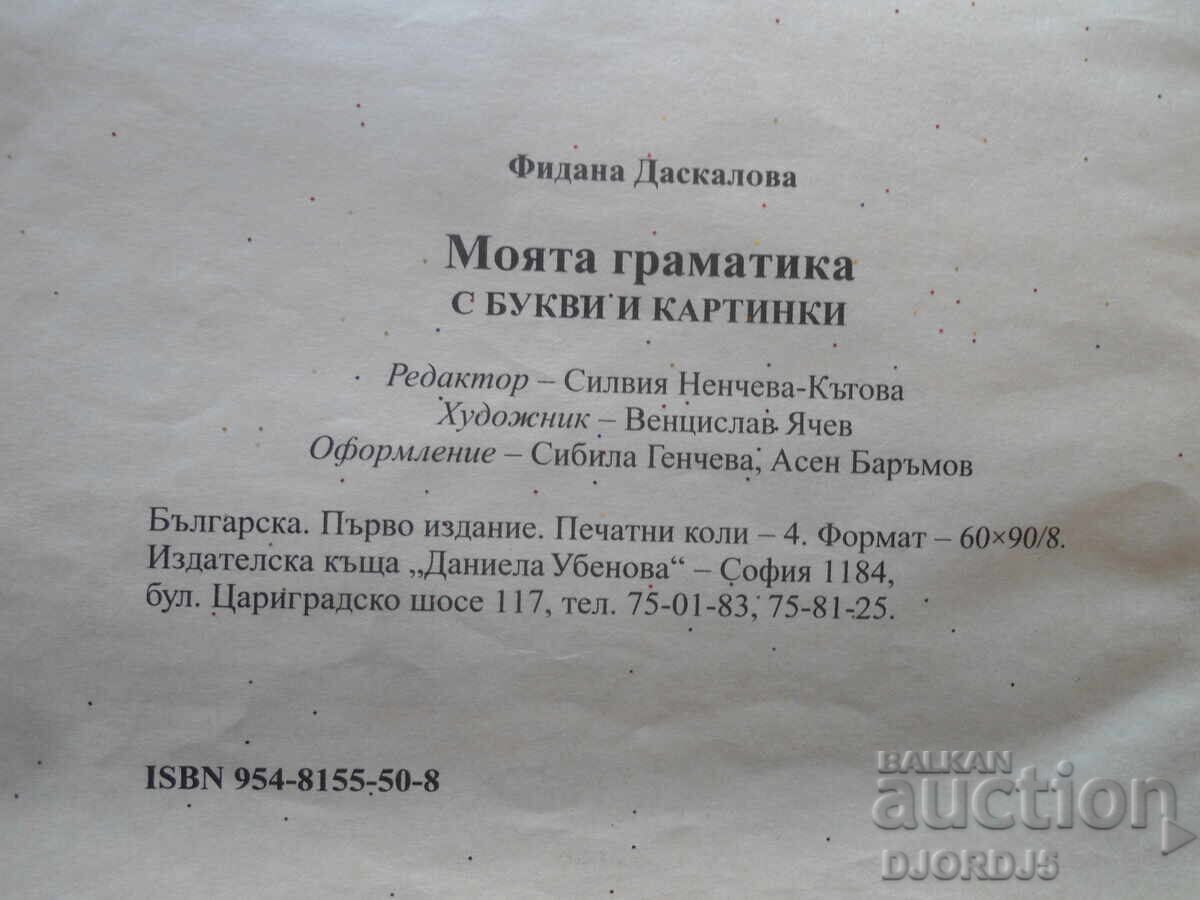 Фидана Даскалова
Моята граматика
С БУКВИ И КАРТИНКИ
Редактор – Силвия Ненчева-Кътова
Художник – Венцислав Ячев
Оформление – Сибила Генчева, Асен Баръмов
Българска. Първо издание. Печатни коли – 4. Формат – 60×90/8.
Издателска къща „Даниела Убенова“ – София 1184,
бул. Цариградско шосе 117, тел. 75-01-83, 75-81-25.
ISBN 954-8155-50-8
BALKAN
auction
DJORDJ5